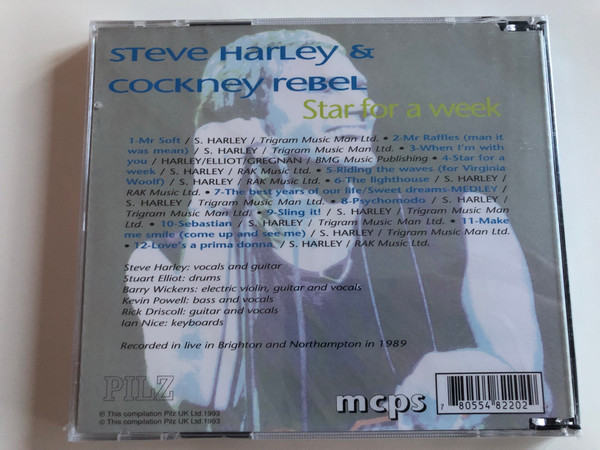 Steve Harley &
Cockney Rebel
Star for a week
1-Mr Soft / S. HARLEY / Trigram Music Man Ltd. • 2-Mr Raffles (man it
was mean) / S. HARLEY / Trigram Music Man Ltd. • 3-When I'm with
you / HARLEY/ELLIOT/GREGNAN / BMG Music Publishing • 4-Star for a
week / S. HARLEY / RAK Music Ltd. • 5-Riding the waves (for Virginia
Woolf) / S. HARLEY / RAK Music Ltd. • 6-The lighthouse / S. HARLEY /
RAK Music Ltd. • 7-The best years of our life/Sweet dreams-MEDLEY /
S. HARLEY / Trigram Music Man Ltd. • 8-Psychomodo / S. HARLEY /
Trigram Music Man Ltd. • 9-Sling it! / S. HARLEY / Trigram Music Man
Ltd. • 10-Sebastian / S. HARLEY / Trigram Music Man Ltd. • 11-Make
me smile (come up and see me) / S. HARLEY / Trigram Music Man Ltd.
• 12-Love's a prima donna. / S. HARLEY / RAK Music Ltd.
Steve Harley: vocals and guitar
Stuart Elliot: drums
Barry Wickens: electric violin, guitar and vocals
Kevin Powell: bass and vocals
Rick Driscoll: guitar and vocals
Ian Nice: keyboards
Recorded in live in Brighton and Northampton in 1989
PILZ
℗ This compilation Pilz UK Ltd.1993
© This compilation Pilz UK Ltd.1993
mcps
7 80554 82202